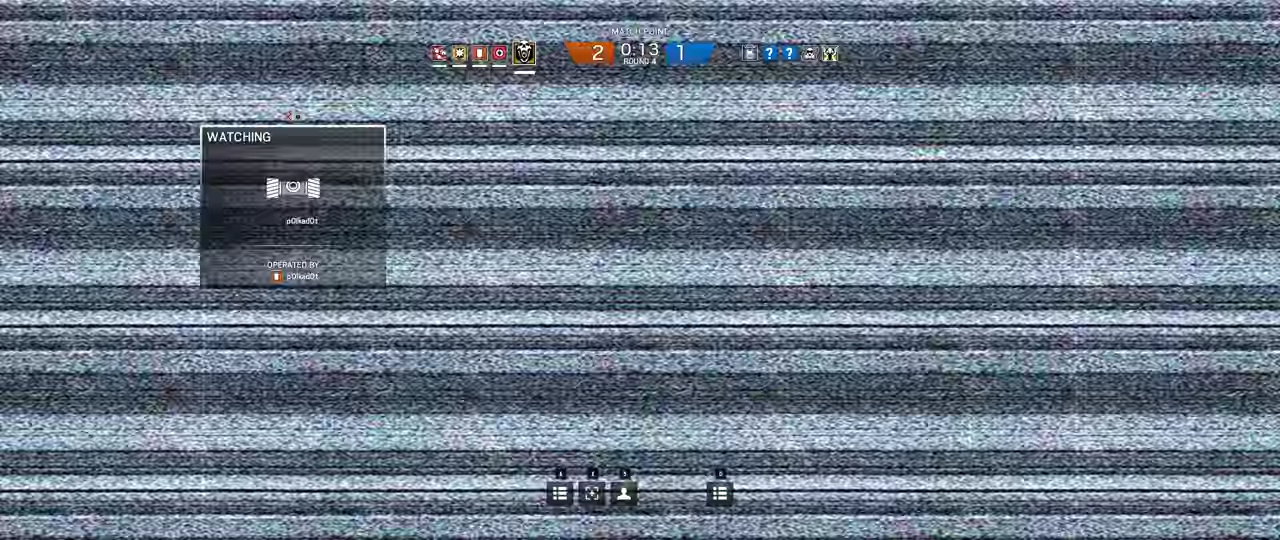 MATCH POINT
2 0:13 1
ROUND 4
? ?
WATCHING
p0lkad0t
OPERATED BY
p0lkad0t